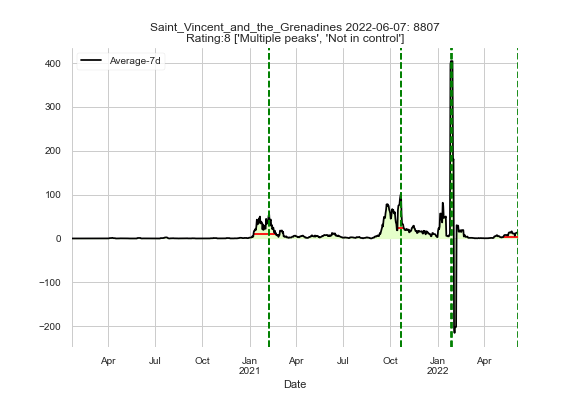 Saint_Vincent_and_the_Grenadines 2022-06-07: 8807
Rating:8 ['Multiple peaks', 'Not in control']
Average-7d
400
300
200
100
0
−100
−200
Apr Jul Oct Jan Apr Jul Oct Jan Apr
2021 2022
Date